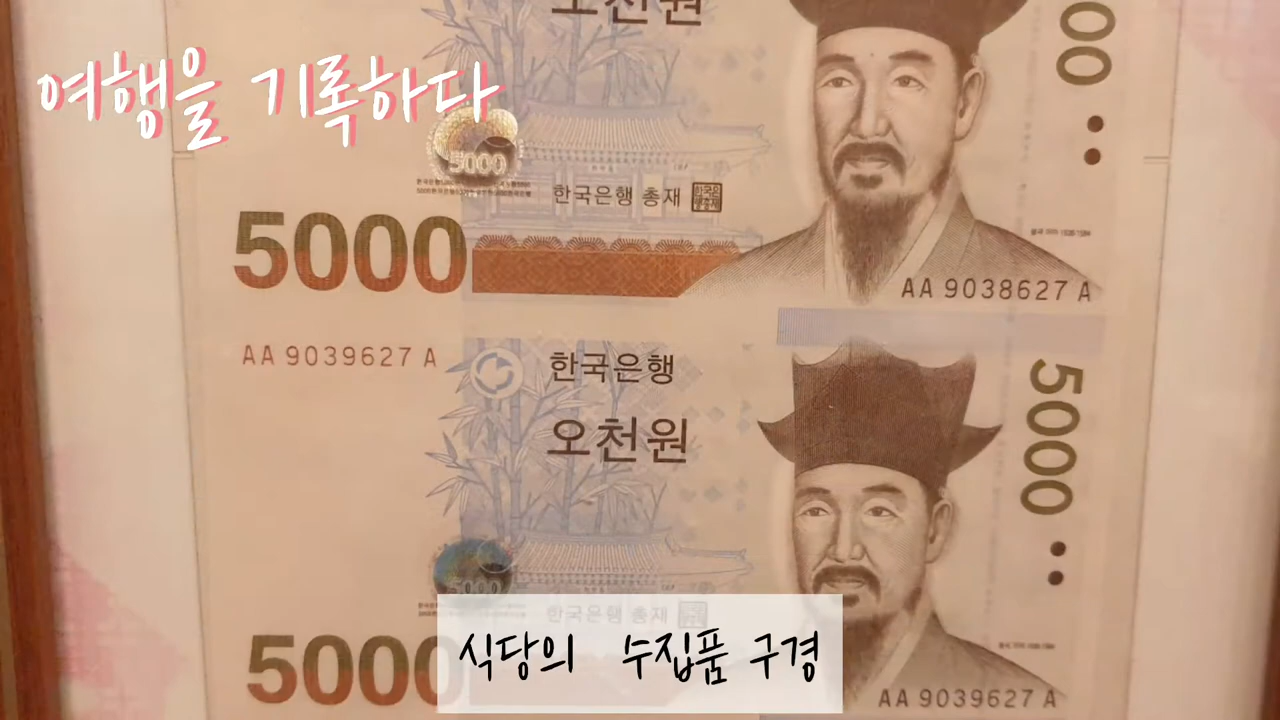 오천원
00
여행을 기록하다
5000
한국은행 총재
5000
AA 9038627 A
AA 9039627 A
한국은행
오천원
5000
5000
한국은행 총재
5000
AA 9039627 A
식당의 수집품 구경